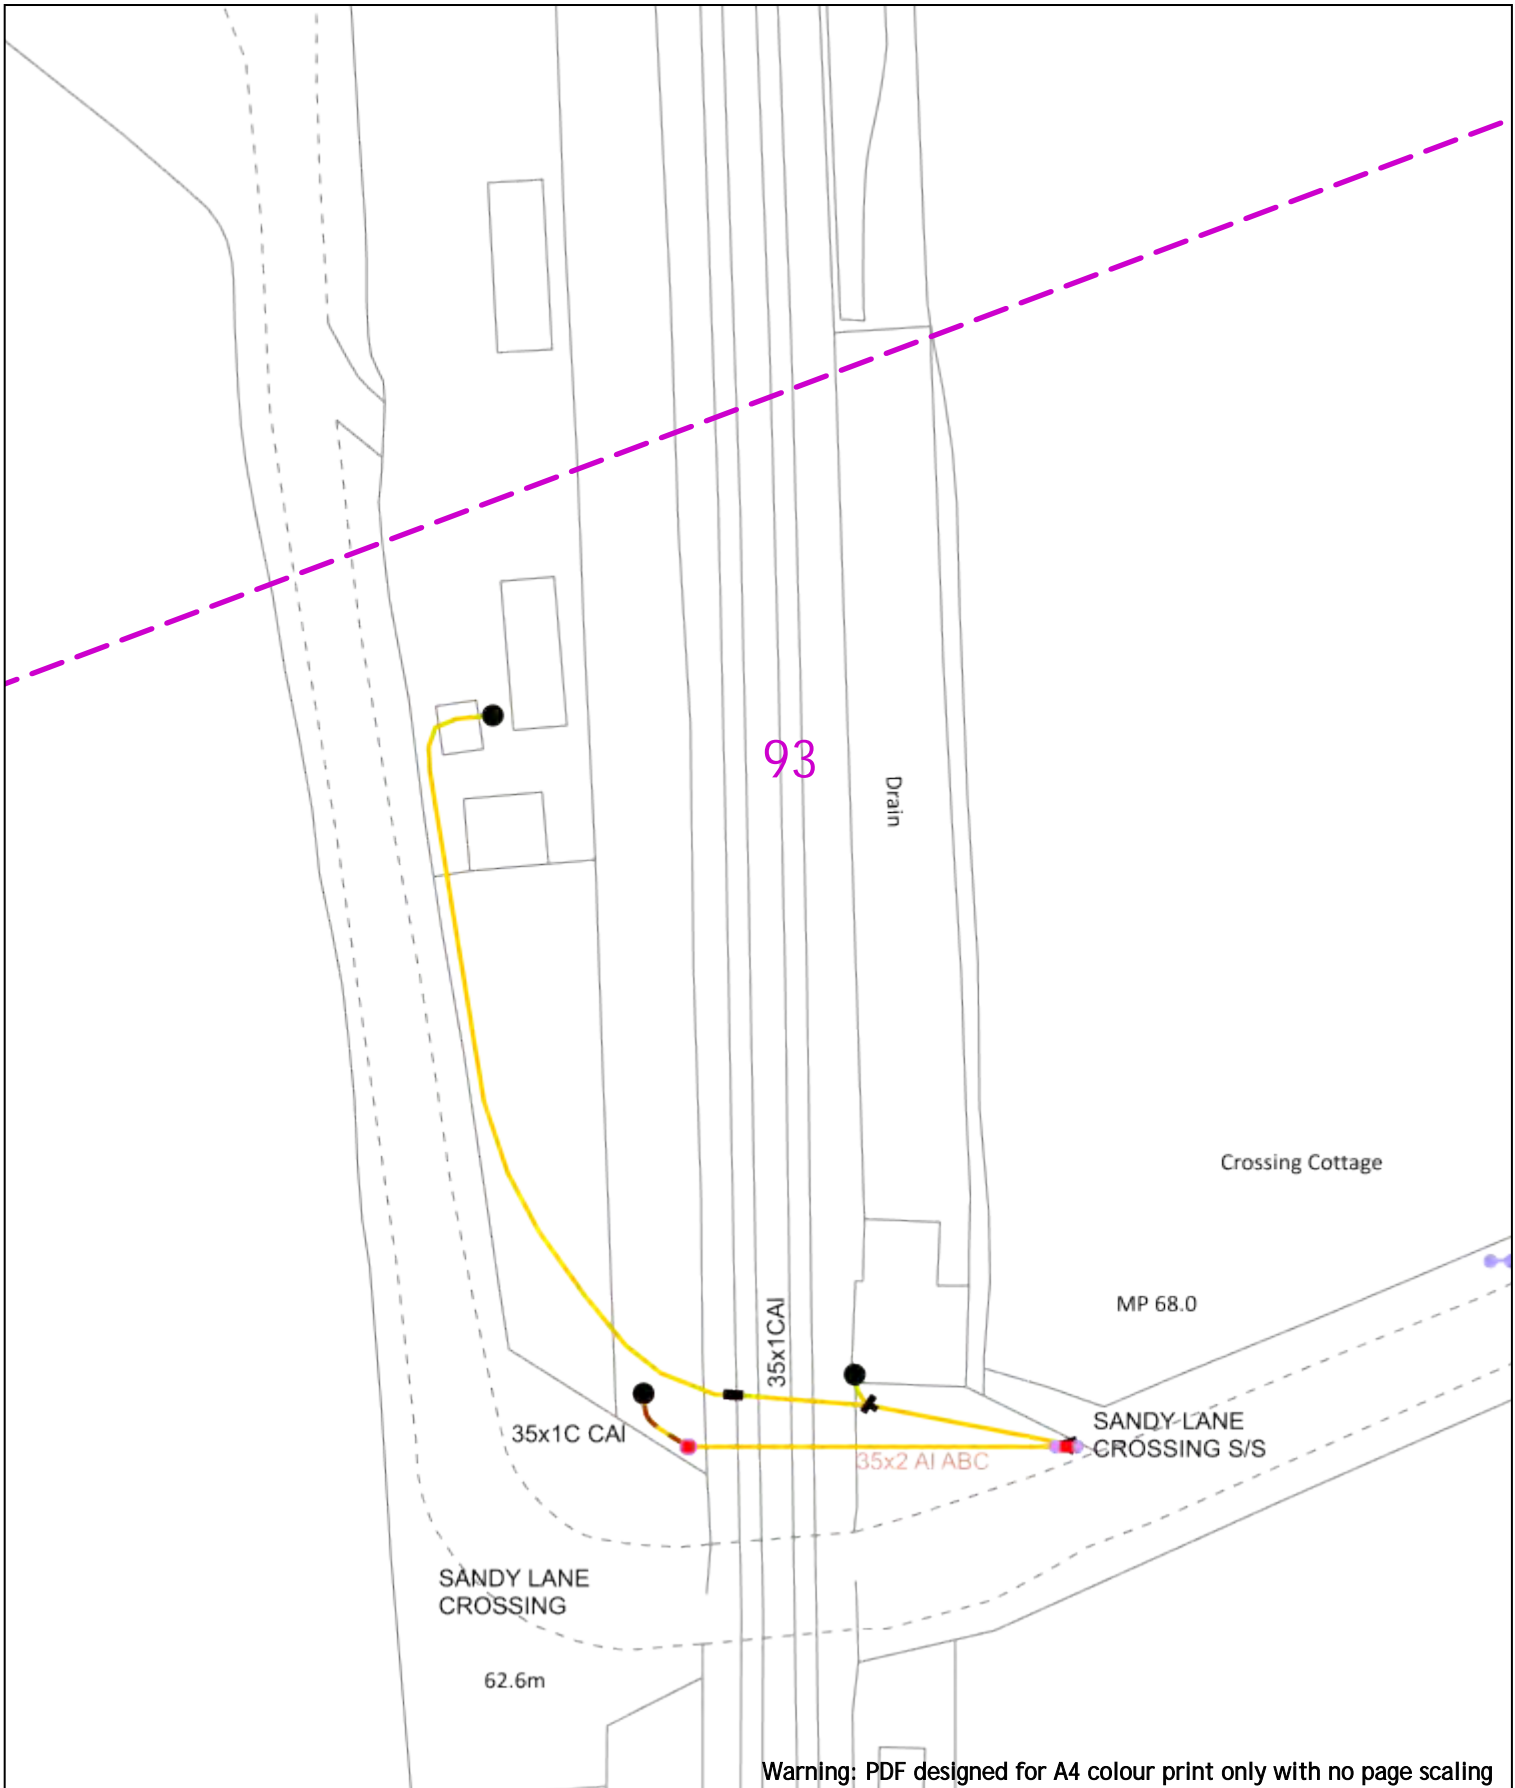 93
Drain
Crossing Cottage
MP 68.0
35x1CAI
SANDY LANE
CROSSING S/S
35x1C CAI
35x2 AI ABC
SANDY LANE
CROSSING
62.6m
Warning: PDF designed for A4 colour print only with no page scaling